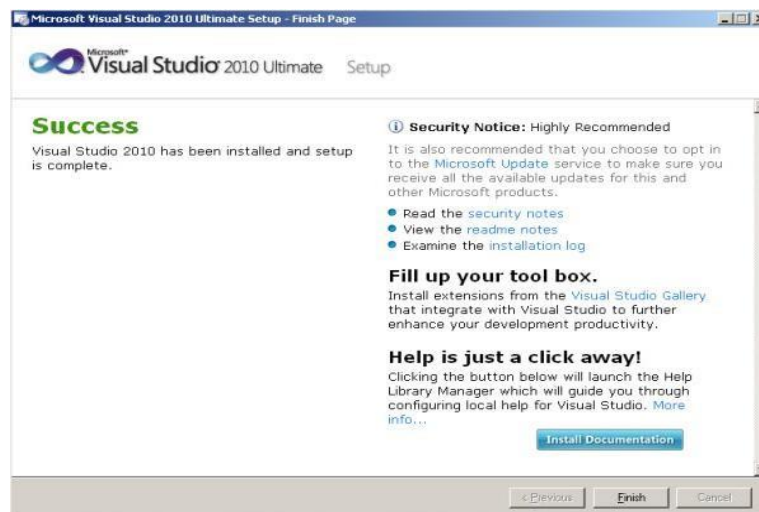 Microsoft Visual Studio 2010 Ultimate Setup - Finish Page
Microsoft®
Visual Studio® 2010 Ultimate Setup
Success
Visual Studio 2010 has been installed and setup
is complete.
Security Notice: Highly Recommended
It is also recommended that you choose to opt in
to the Microsoft Update service to make sure you
receive all the available updates for this and
other Microsoft products.
Read the security notes
View the readme notes
Examine the installation log
Fill up your tool box.
Install extensions from the Visual Studio Gallery
that integrate with Visual Studio to further
enhance your development productivity.
Help is just a click away!
Clicking the button below will launch the Help
Library Manager which will guide you through
configuring local help for Visual Studio. More
info...
Install Documentation
< Previous Finish Cancel